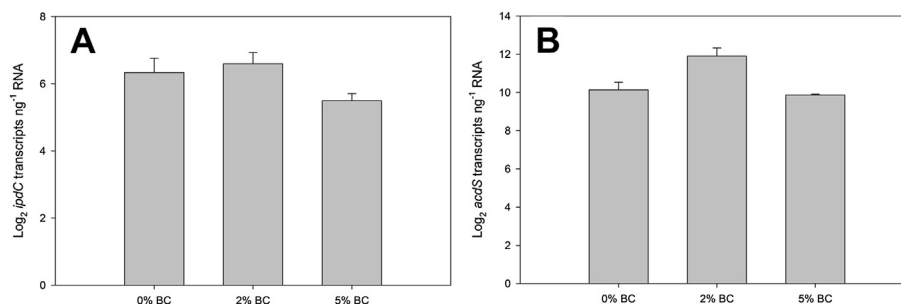 A
Log₂ ipdC transcripts ng⁻¹ RNA
8
6
4
2
0
0% BC 2% BC 5% BC
B
Log₂ acdS transcripts ng⁻¹ RNA
14
12
10
8
6
4
2
0
0% BC 2% BC 5% BC